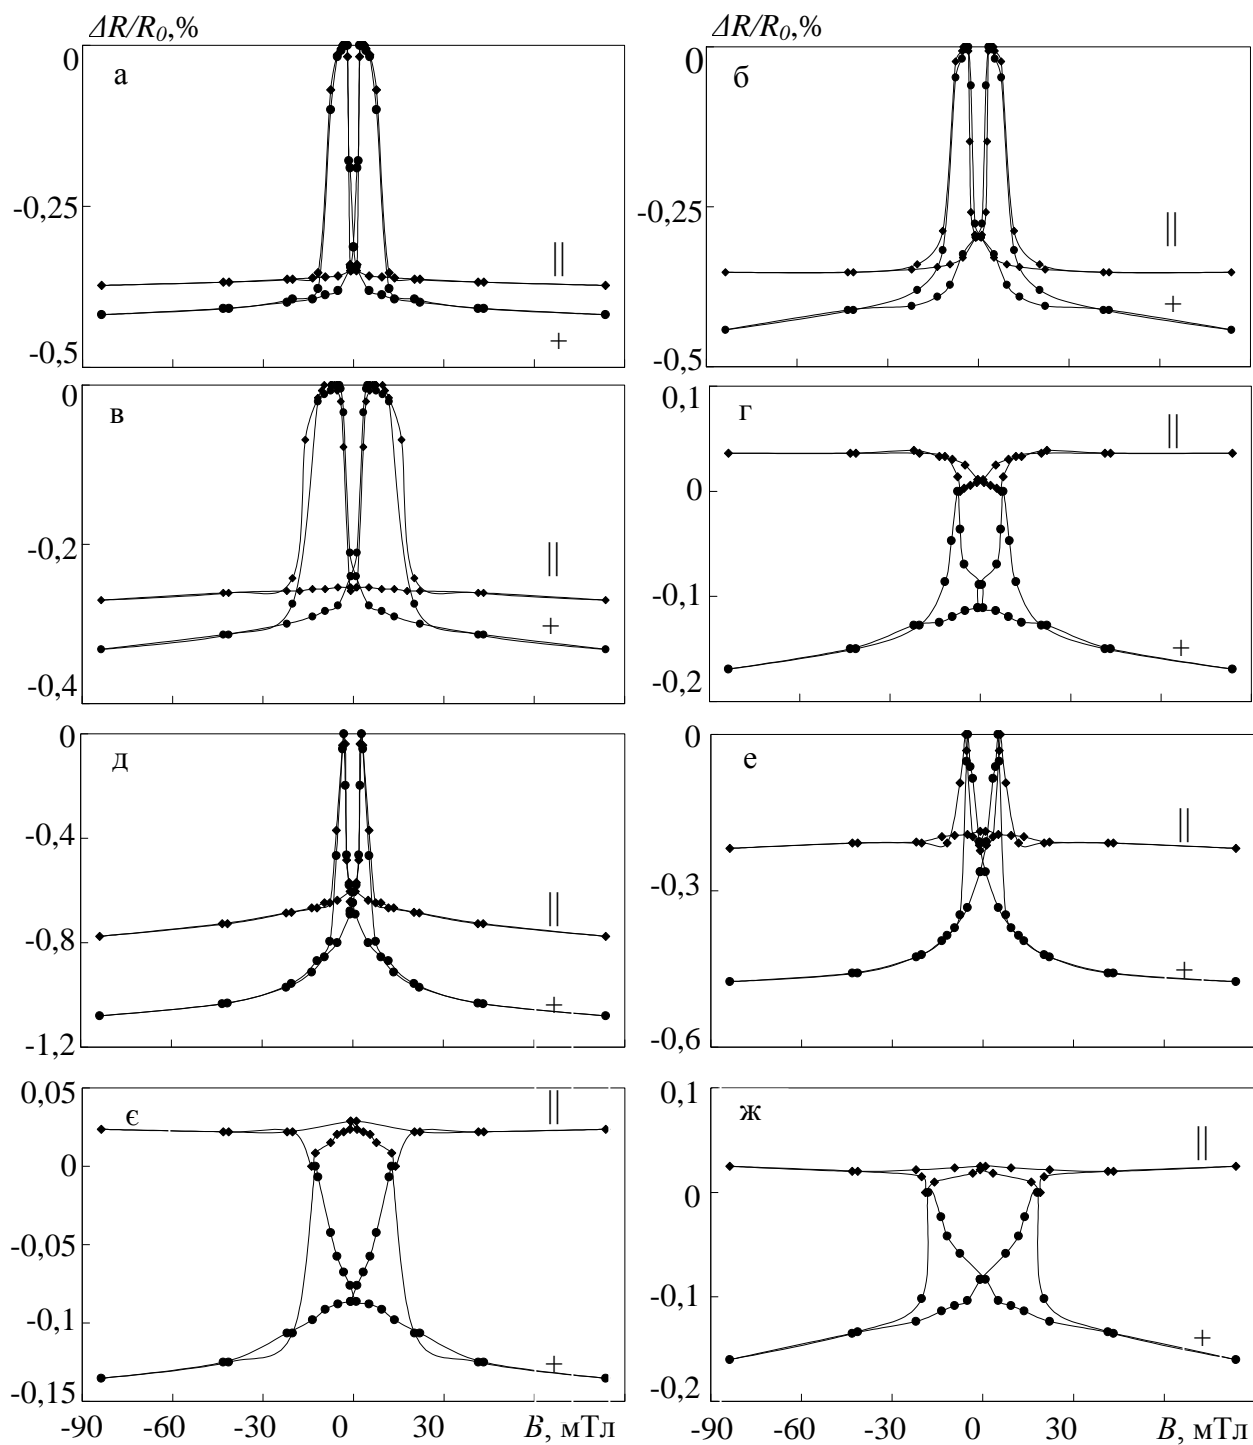 ΔR/R₀,% ΔR/R₀,%
0 а 0 б
-0,25 || -0,25 ||
+ +
-0,5 -0,5
0 в 0,1 г ||
0
-0,2 || -0,1
+ +
-0,4 -0,2
0 д 0 е
-0,4 ||
|| -0,3
-0,8 +
+
-1,2 -0,6
0,05 є || 0,1 ж
||
0 0
-0,05
-0,1 -0,1
+ +
-0,15 -0,2
-90 -60 -30 0 30 В, мТл -90 -60 -30 0 30 В, мТл